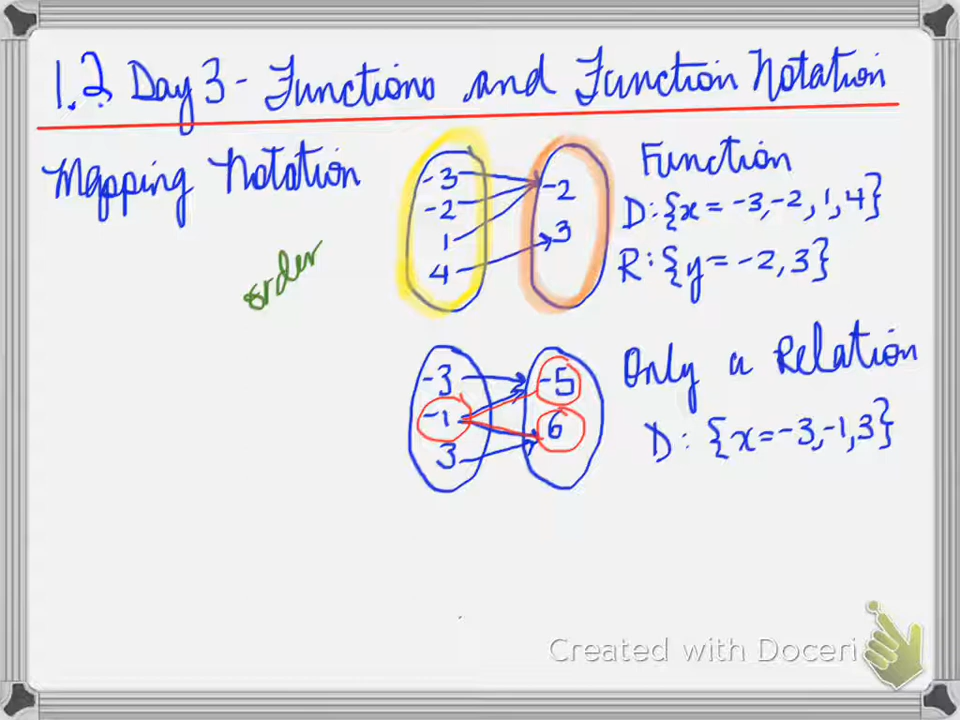 1.2 Day 3 - Functions and Function Notation
Mapping Notation
order
-3
-2
1
4
-2
3
Function
D: {x = -3, -2, 1, 4}
R: {y = -2, 3}
-3
-1
3
-5
6
Only a Relation
D: {x = -3, -1, 3}
Created with Doceri